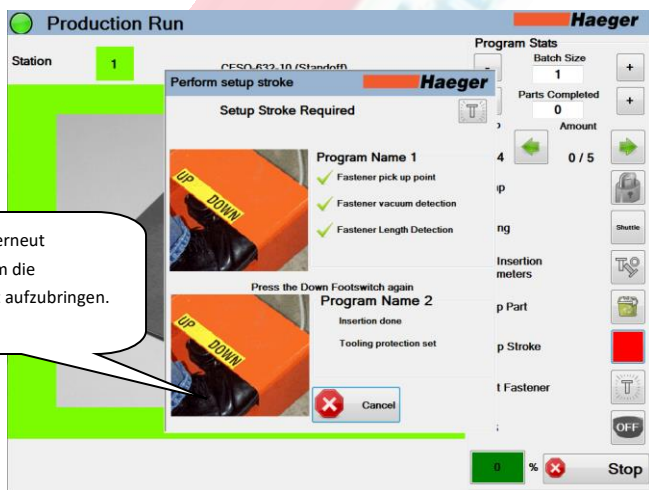 Production Run
Haeger
Station
1
CFSO-632-10 (Standoff)
Program Stats
Batch Size
-
1
+
Parts Completed
0
+
Amount
4
0 / 5
Shuttle
Insertion
meters
p Part
p Stroke
t Fastener
OFF
0 %
Stop
Perform setup stroke
Haeger
Setup Stroke Required
T
Program Name 1
Fastener pick up point
Fastener vacuum detection
Fastener Length Detection
UP
DOWN
Press the Down Footswitch again
Program Name 2
Insertion done
Tooling protection set
UP
DOWN
Cancel
erneut
die
aufzubringen.